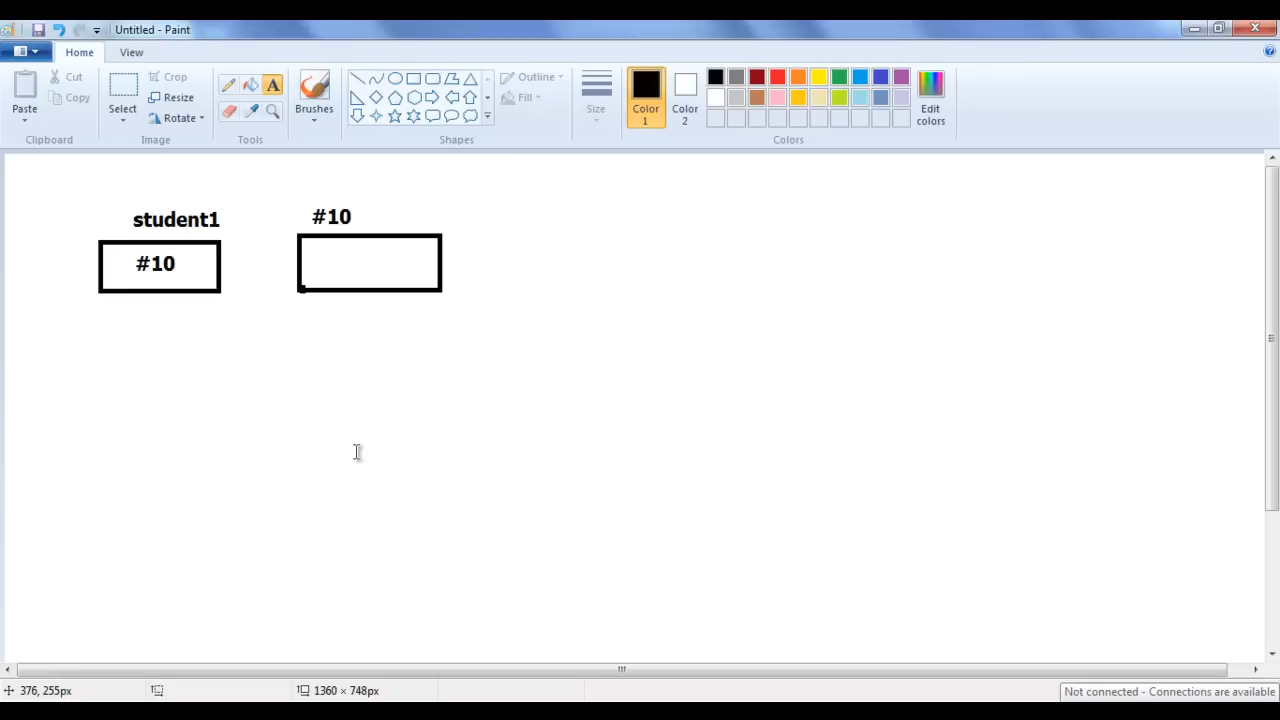 Untitled - Paint
Home
View
Paste
Cut
Copy
Clipboard
Select
Crop
Resize
Rotate
Image
A
Tools
Brushes
Shapes
Outline
Fill
Size
Color 1
Color 2
Edit colors
Colors
student1
#10
#10
376, 255px
1360 × 748px
Not connected - Connections are available